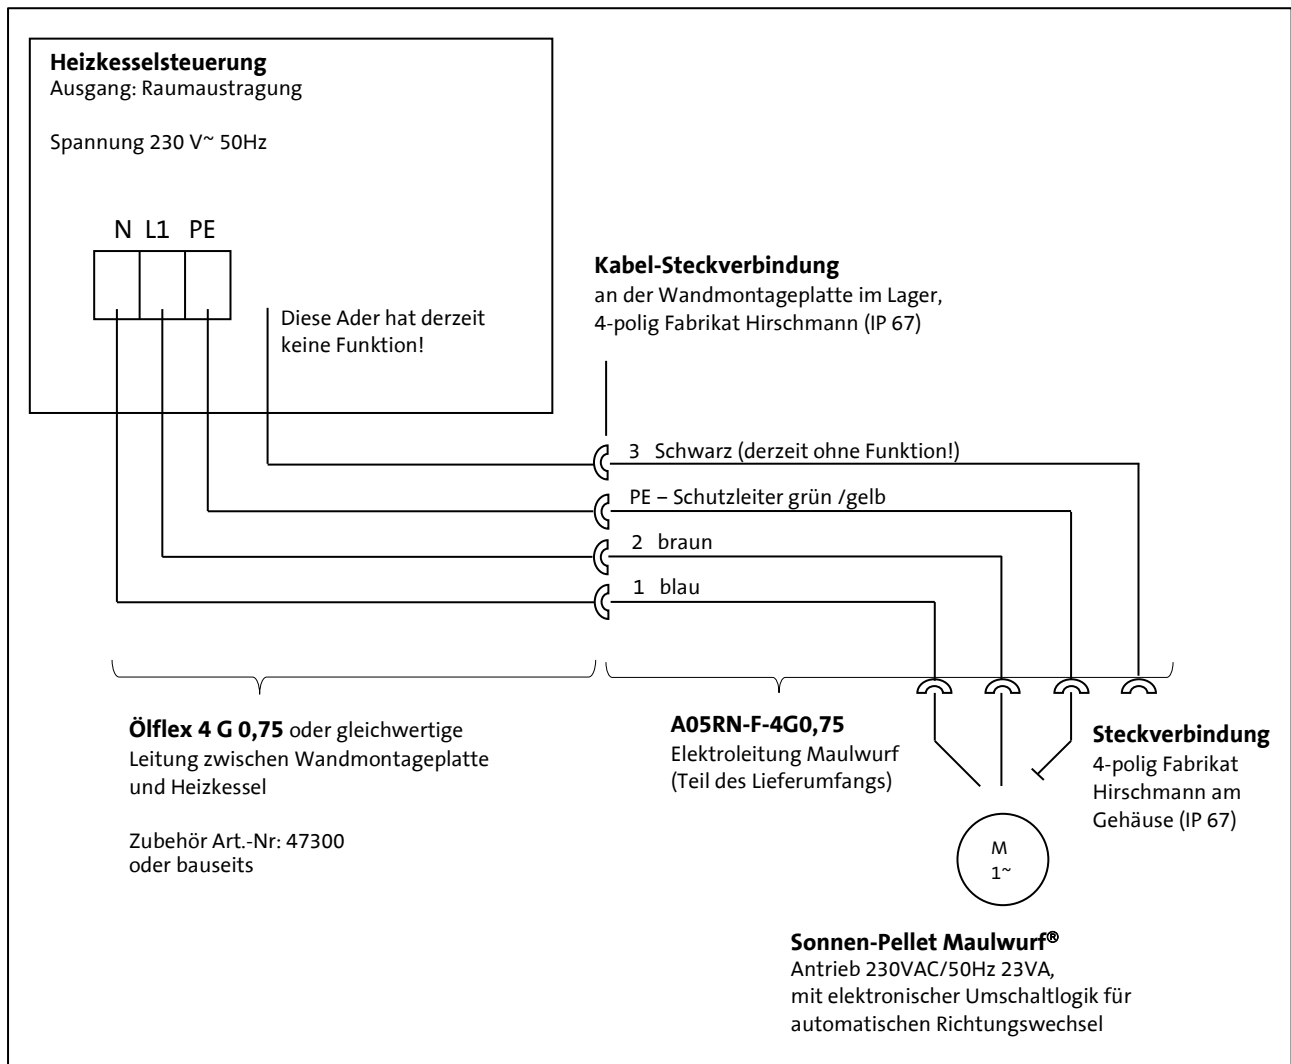 Heizkesselsteuerung
Ausgang: Raumaustragung
Spannung 230 V~ 50Hz
N L1 PE
Diese Ader hat derzeit
keine Funktion!
Kabel-Steckverbindung
an der Wandmontageplatte im Lager,
4-polig Fabrikat Hirschmann (IP 67)
3 Schwarz (derzeit ohne Funktion!)
PE – Schutzleiter grün /gelb
2 braun
1 blau
Ölflex 4 G 0,75 oder gleichwertige
Leitung zwischen Wandmontageplatte
und Heizkessel
Zubehör Art.-Nr: 47300
oder bauseits
A05RN-F-4G0,75
Elektroleitung Maulwurf
(Teil des Lieferumfangs)
Steckverbindung
4-polig Fabrikat
Hirschmann am
Gehäuse (IP 67)
M
1~
Sonnen-Pellet Maulwurf®
Antrieb 230VAC/50Hz 23VA,
mit elektronischer Umschaltlogik für
automatischen Richtungswechsel